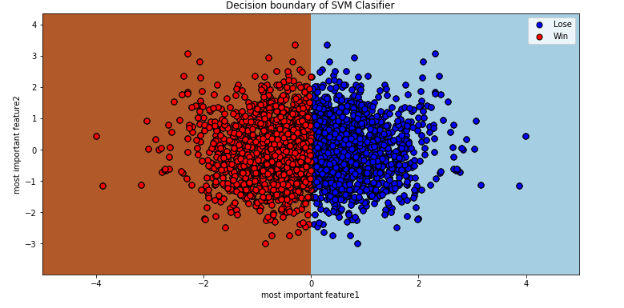 Decision boundary of SVM Clasifier
Lose
Win
4
3
2
1
0
−1
−2
−3
most important feature2
−4
−2
0
2
4
most important feature1